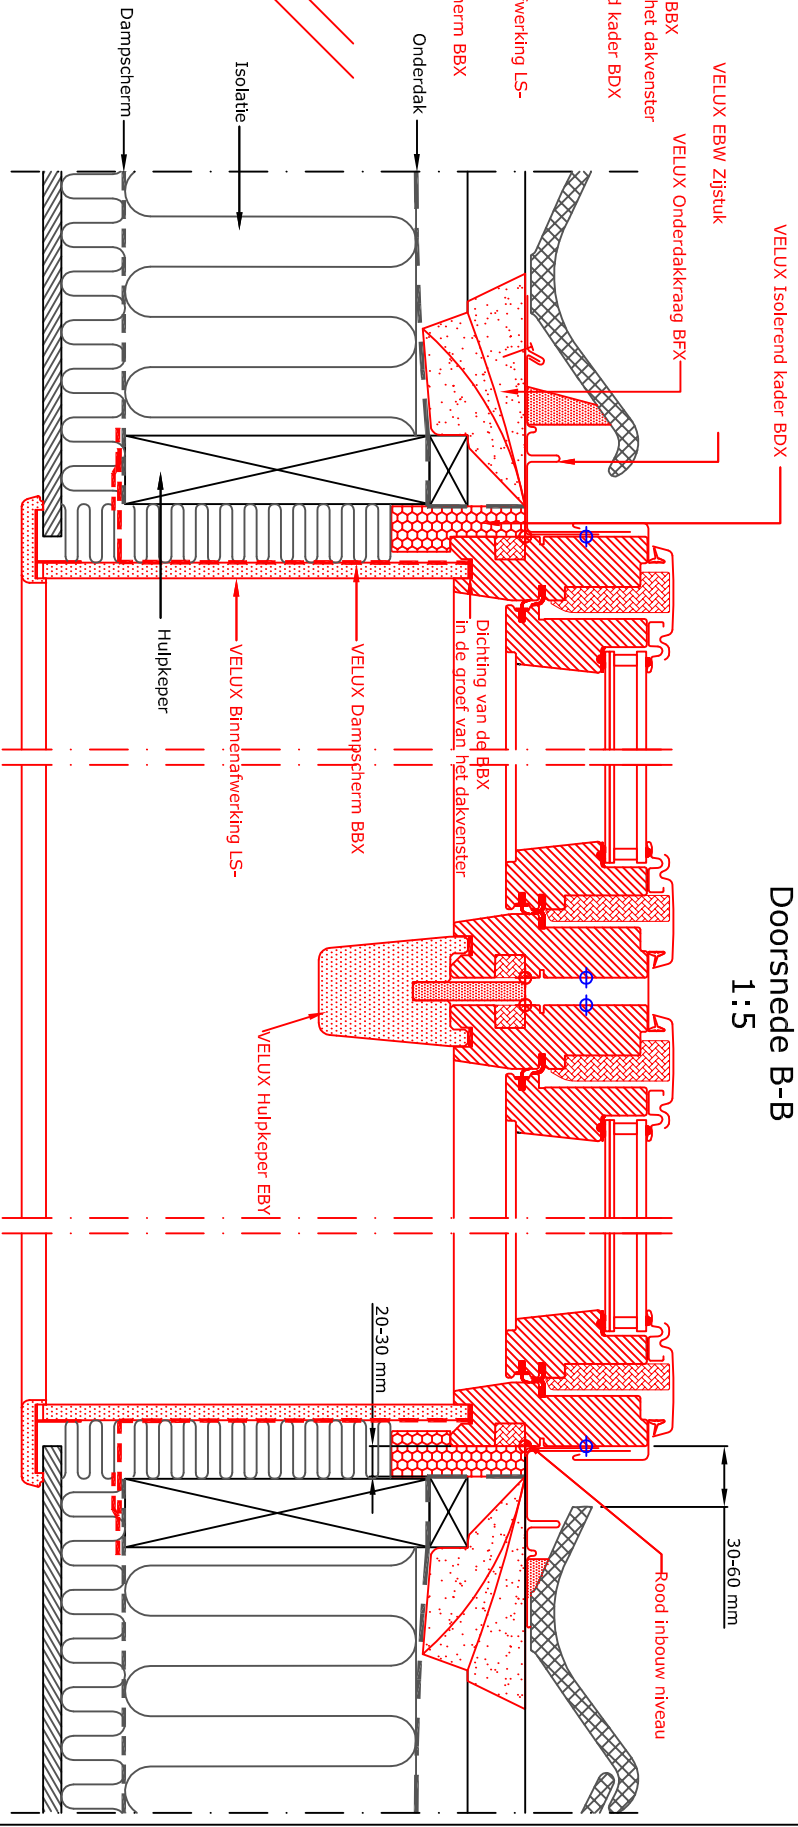 Doorsnede B-B
1:5
BBX
het dakvenster
d kader BDX
fwerking LS-
herm BBX
VELUX Isolerend kader BDX
VELUX EBW Zijstuk
VELUX Onderdakkraag BFX
Onderdak
Isolatie
Dampscherm
Dichting van de BBX
in de groef van het dakvenster
VELUX Dampscherm BBX
VELUX Binnenafwerking LS-
Hulpkeper
VELUX Hulpkeper EBY
20-30 mm
30-60 mm
Rood inbouw niveau